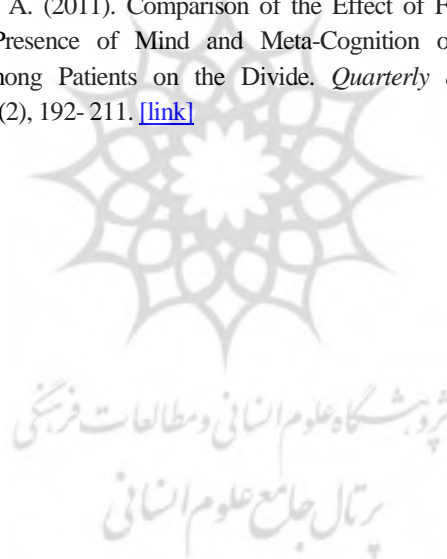 A. (2011). Comparison of the Effect of F
Presence of Mind and Meta-Cognition o
nong Patients on the Divide. Quarterly
(2), 192- 211. [link]
پژوهشگاه علوم انسانی و مطالعات فرهنگی
پرتال جامع علوم انسانی